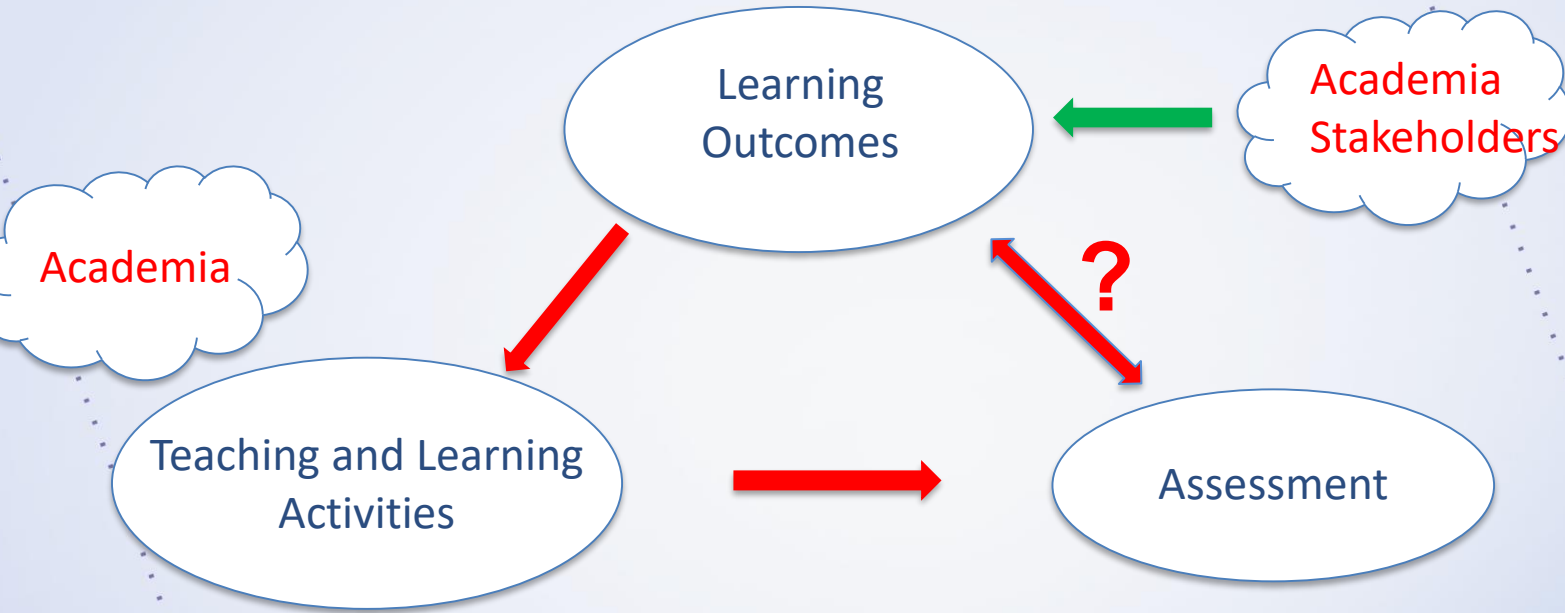 Learning
Outcomes
Academia
Stakeholders
Academia
?
Teaching and Learning
Activities
Assessment